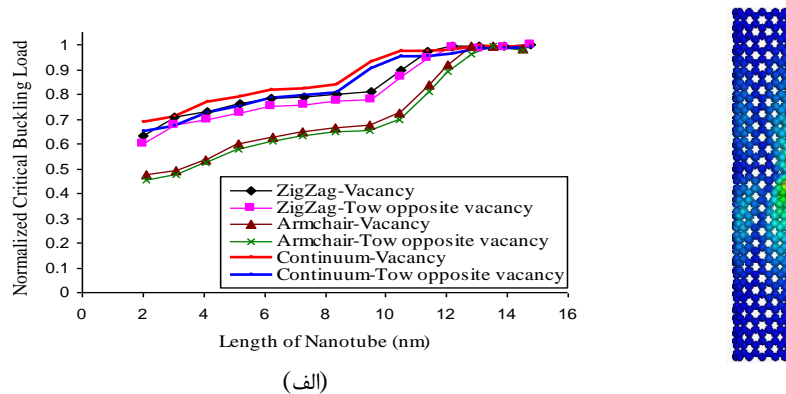 Normalized Critical Buckling Load
1
0.9
0.8
0.7
0.6
0.5
0.4
0.3
0.2
0.1
0
ZigZag-Vacancy
ZigZag-Tow opposite vacancy
Armchair-Vacancy
Armchair-Tow opposite vacancy
Continuum-Vacancy
Continuum-Tow opposite vacancy
0 2 4 6 8 10 12 14 16
Length of Nanotube (nm)
(الف)